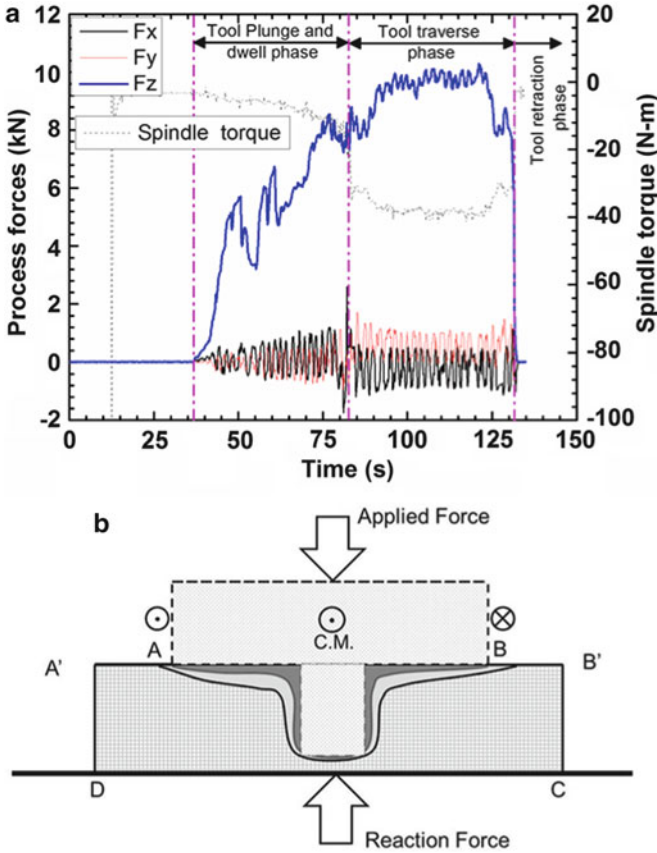 a
Fx
Fy
Fz
Spindle torque
Tool Plunge and
dwell phase
Tool traverse
phase
Tool retraction
phase
Process forces (kN)
12
10
8
6
4
2
0
-2
Spindle torque (N-m)
20
0
-20
-40
-60
-80
-100
0 25 50 75 100 125 150
Time (s)
b
Applied Force
C.M.
A B
A' B'
D C
Reaction Force